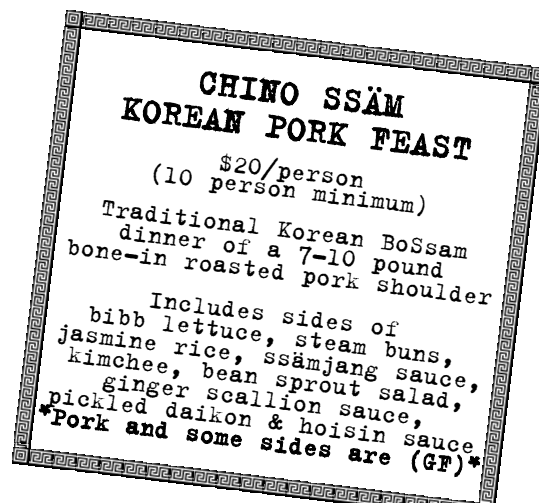 CHINO SSÄM
KOREAN PORK FEAST
$20/person
(10 person minimum)
Traditional Korean BoSsam
dinner of a 7-10 pound
bone-in roasted pork shoulder
Includes sides of
bibb lettuce, steam buns,
jasmine rice, ssämjang sauce,
kimchee, bean sprout salad,
ginger scallion sauce,
pickled daikon & hoisin sauce
*Pork and some sides are (GF)*